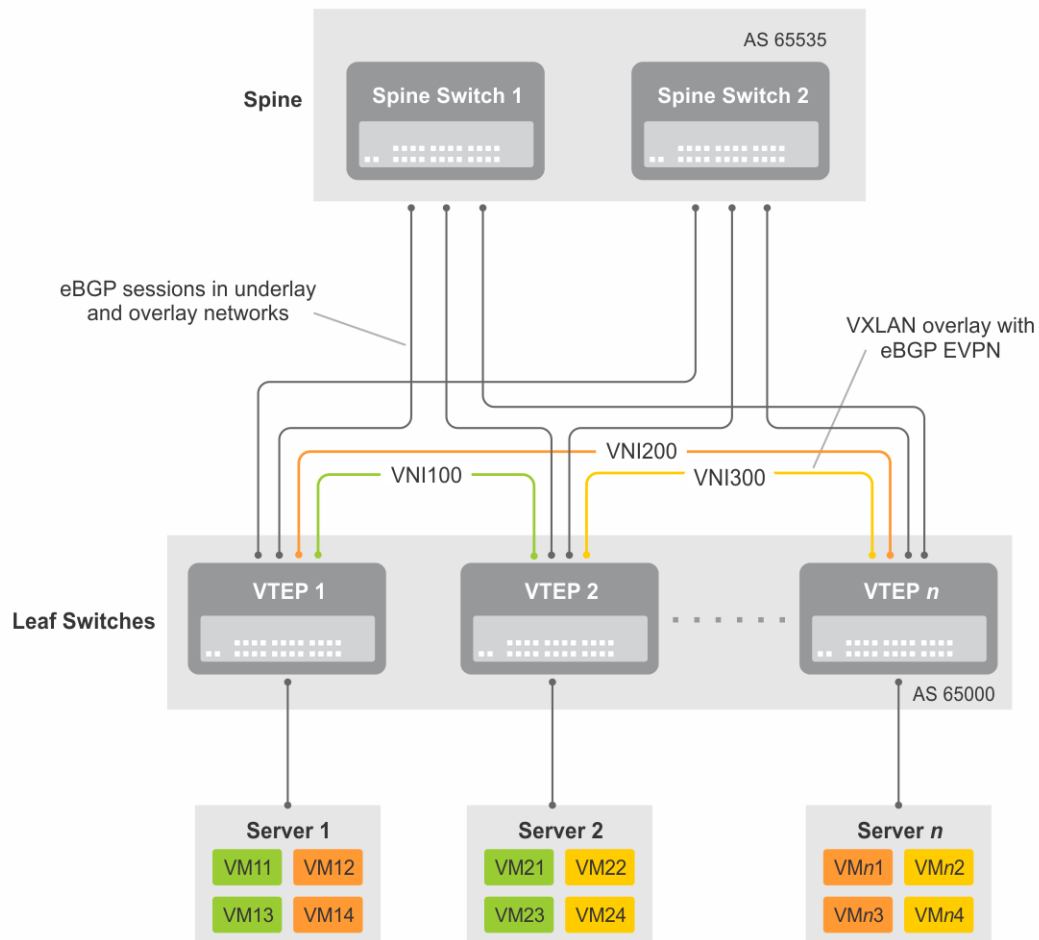 AS 65535
Spine
Spine Switch 1
Spine Switch 2
eBGP sessions in underlay
and overlay networks
VXLAN overlay with
eBGP EVPN
VNI200
VNI100
VNI300
Leaf Switches
VTEP 1
VTEP 2
VTEP n
AS 65000
Server 1
VM11
VM12
VM13
VM14
Server 2
VM21
VM22
VM23
VM24
Server n
VMn1
VMn2
VMn3
VMn4